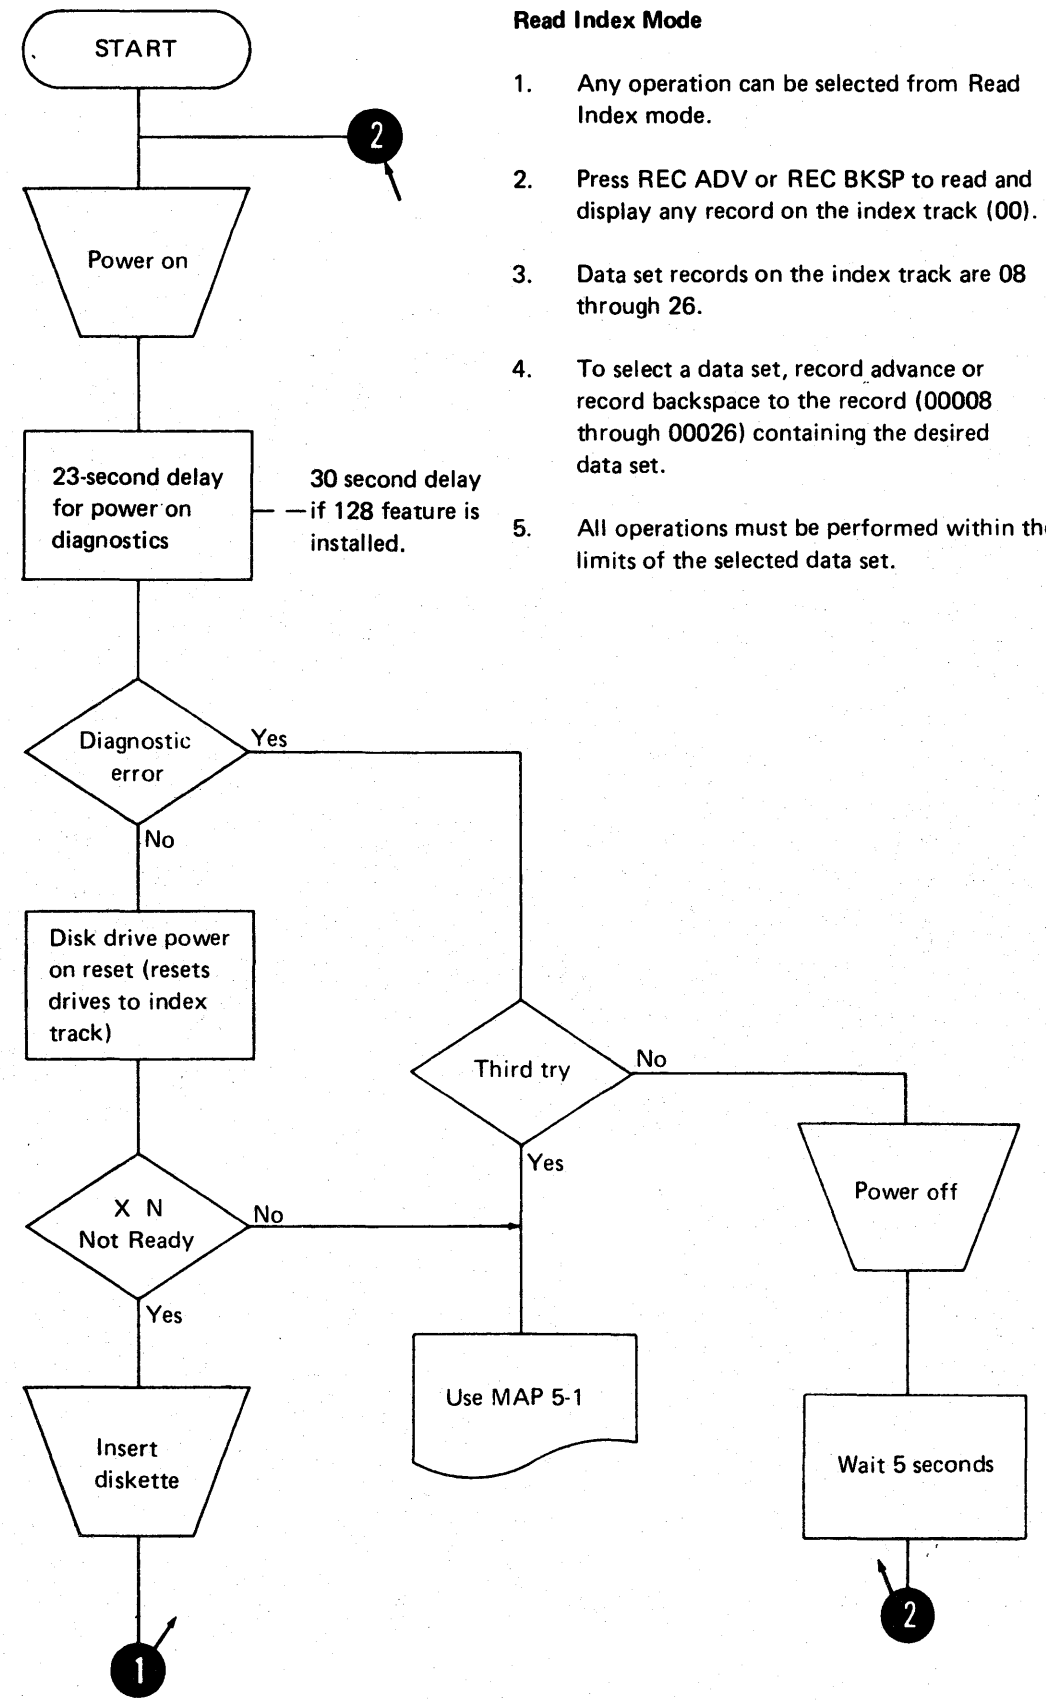 START
2
Power on
23-second delay
for power on
diagnostics
30 second delay
if 128 feature is
installed.
Diagnostic
error
Yes
No
Disk drive power
on reset (resets
drives to index
track)
X N
Not Ready
No
Yes
Insert
diskette
1
Third try
No
Yes
Use MAP 5-1
Power off
Wait 5 seconds
2
Read Index Mode
1. Any operation can be selected from Read
Index mode.
2. Press REC ADV or REC BKSP to read and
display any record on the index track (00).
3. Data set records on the index track are 08
through 26.
4. To select a data set, record advance or
record backspace to the record (00008
through 00026) containing the desired
data set.
5. All operations must be performed within the
limits of the selected data set.